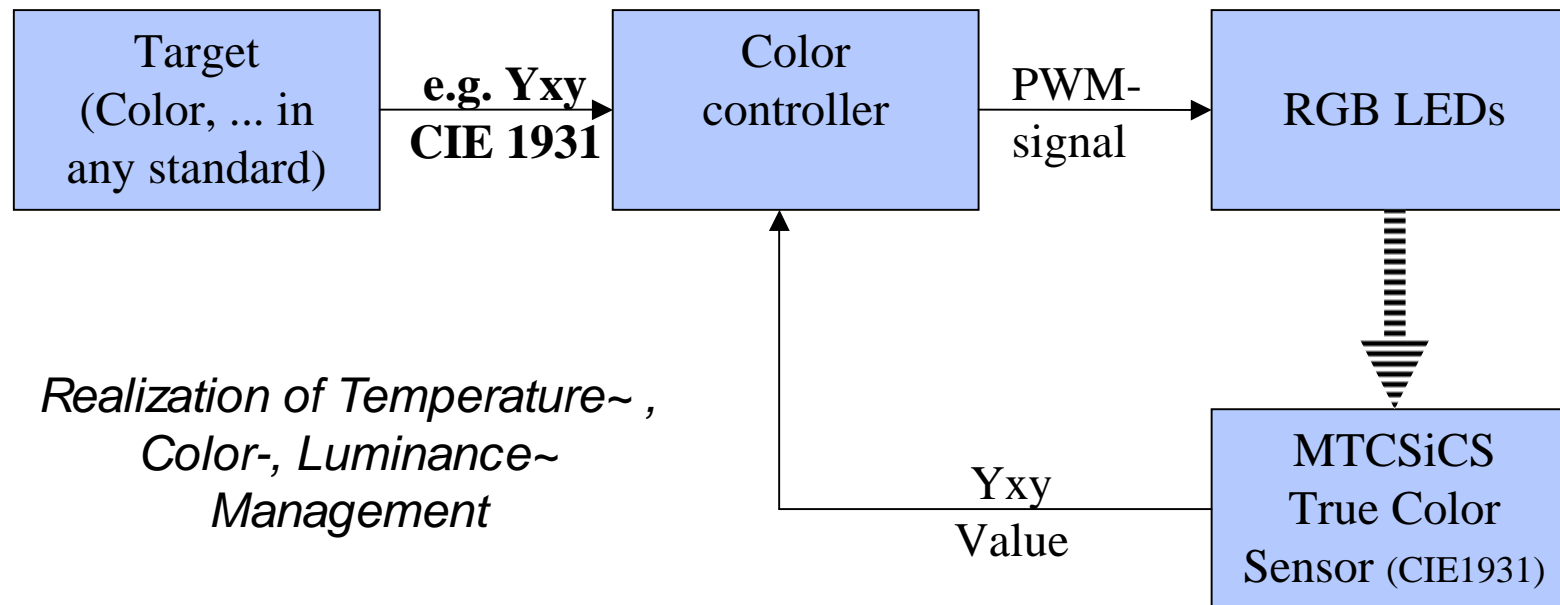 Target
(Color, ... in
any standard)
e.g. Yxy
CIE 1931
Color
controller
PWM-
signal
RGB LEDs
Realization of Temperature~ ,
Color-, Luminance~
Management
Yxy
Value
MTCSiCS
True Color
Sensor (CIE1931)